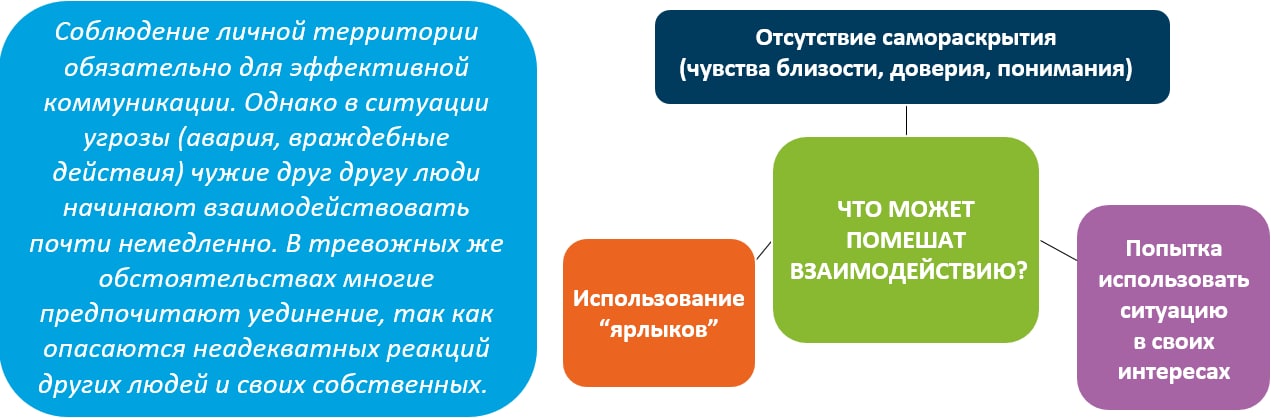 Соблюдение личной территории
обязательно для эффективной
коммуникации. Однако в ситуации
угрозы (авария, враждебные
действия) чужие друг другу люди
начинают взаимодействовать
почти немедленно. В тревожных же
обстоятельствах многие
предпочитают уединение, так как
опасаются неадекватных реакций
других людей и своих собственных.
Отсутствие самораскрытия
(чувства близости, доверия, понимания)
ЧТО МОЖЕТ
ПОМЕШАТ
ВЗАИМОДЕЙСТВИЮ?
Использование
“ярлыков”
Попытка
использовать
ситуацию
в своих
интересах